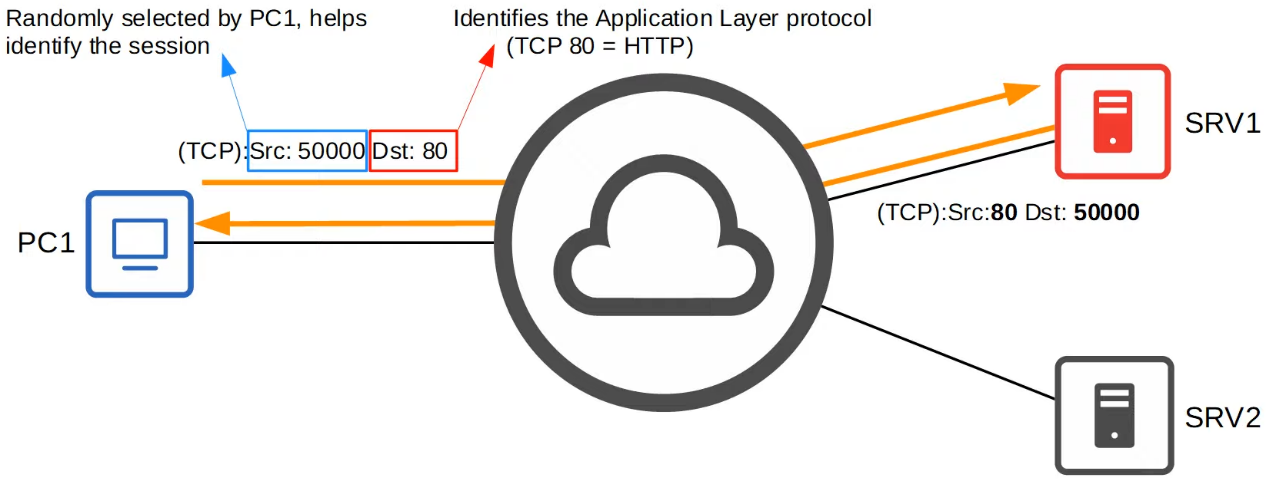 Randomly selected by PC1, helps
identify the session
Identifies the Application Layer protocol
(TCP 80 = HTTP)
(TCP):Src: 50000 Dst: 80
PC1
SRV1
(TCP):Src:80 Dst: 50000
SRV2